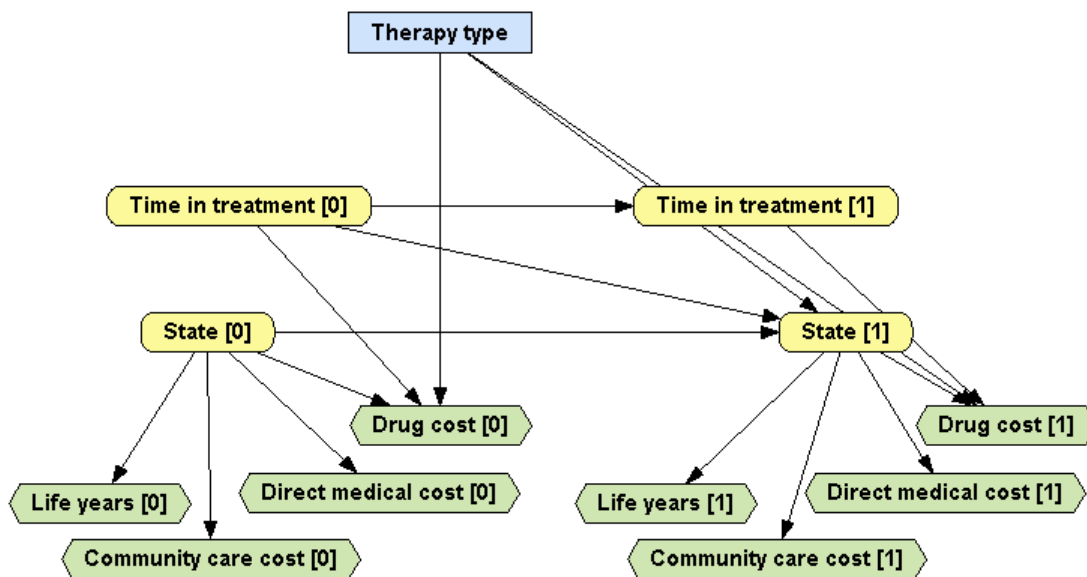 Therapy type
Time in treatment [0]
Time in treatment [1]
State [0]
State [1]
Drug cost [0]
Drug cost [1]
Life years [0]
Direct medical cost [0]
Life years [1]
Direct medical cost [1]
Community care cost [0]
Community care cost [1]